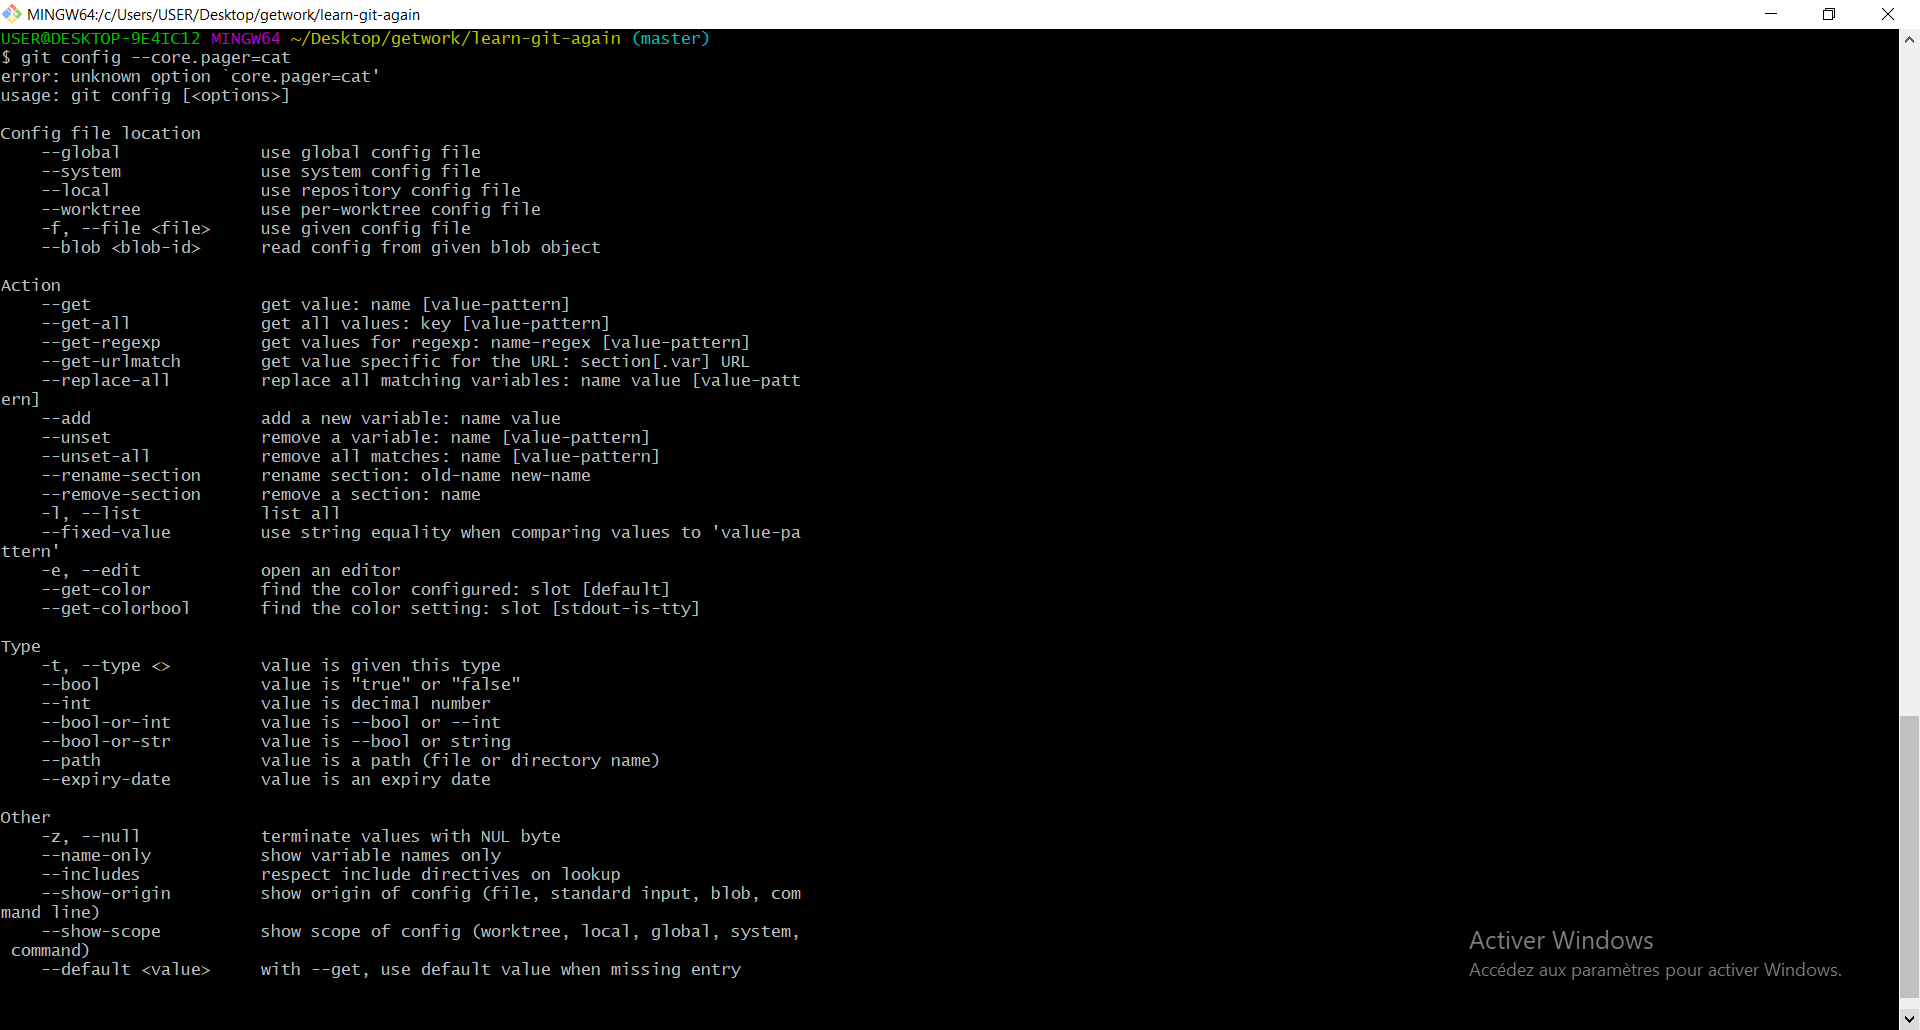 MINGW64:/c/Users/USER/Desktop/getwork/learn-git-again
USER@DESKTOP-9E4IC12 MINGW64 ~/Desktop/getwork/learn-git-again (master)
$ git config --core.pager=cat
error: unknown option `core.pager=cat'
usage: git config [<options>]

Config file location
    --global              use global config file
    --system              use system config file
    --local               use repository config file
    --worktree            use per-worktree config file
    -f, --file <file>     use given config file
    --blob <blob-id>      read config from given blob object

Action
    --get                 get value: name [value-pattern]
    --get-all             get all values: key [value-pattern]
    --get-regexp          get values for regexp: name-regex [value-pattern]
    --get-urlmatch        get value specific for the URL: section[.var] URL
    --replace-all         replace all matching variables: name value [value-patt
ern]
    --add                 add a new variable: name value
    --unset               remove a variable: name [value-pattern]
    --unset-all           remove all matches: name [value-pattern]
    --rename-section      rename section: old-name new-name
    --remove-section      remove a section: name
    -l, --list            list all
    --fixed-value         use string equality when comparing values to 'value-pa
ttern'
    -e, --edit            open an editor
    --get-color           find the color configured: slot [default]
    --get-colorbool       find the color setting: slot [stdout-is-tty]

Type
    -t, --type <>         value is given this type
    --bool                value is "true" or "false"
    --int                 value is decimal number
    --bool-or-int         value is --bool or --int
    --bool-or-str         value is --bool or string
    --path                value is a path (file or directory name)
    --expiry-date         value is an expiry date

Other
    -z, --null            terminate values with NUL byte
    --name-only           show variable names only
    --includes            respect include directives on lookup
    --show-origin         show origin of config (file, standard input, blob, com
mand line)
    --show-scope          show scope of config (worktree, local, global, system,
 command)
    --default <value>     with --get, use default value when missing entry
Activer Windows
Accédez aux paramètres pour activer Windows.